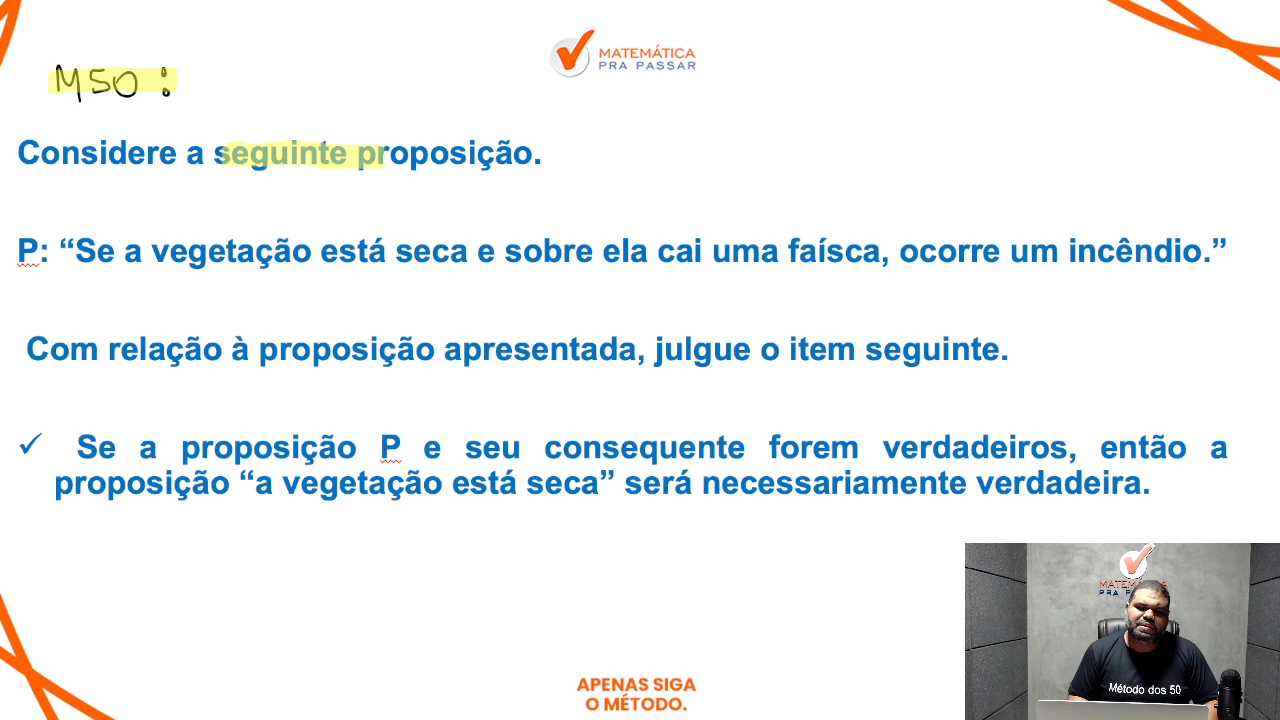 MATEMÁTICA
PRA PASSAR
M50:
Considere a seguinte proposição.
P: “Se a vegetação está seca e sobre ela cai uma faísca, ocorre um incêndio.”
Com relação à proposição apresentada, julgue o item seguinte.
✓ Se a proposição P e seu consequente forem verdadeiros, então a
proposição “a vegetação está seca” será necessariamente verdadeira.
Método dos 50
APENAS SIGA
O MÉTODO.